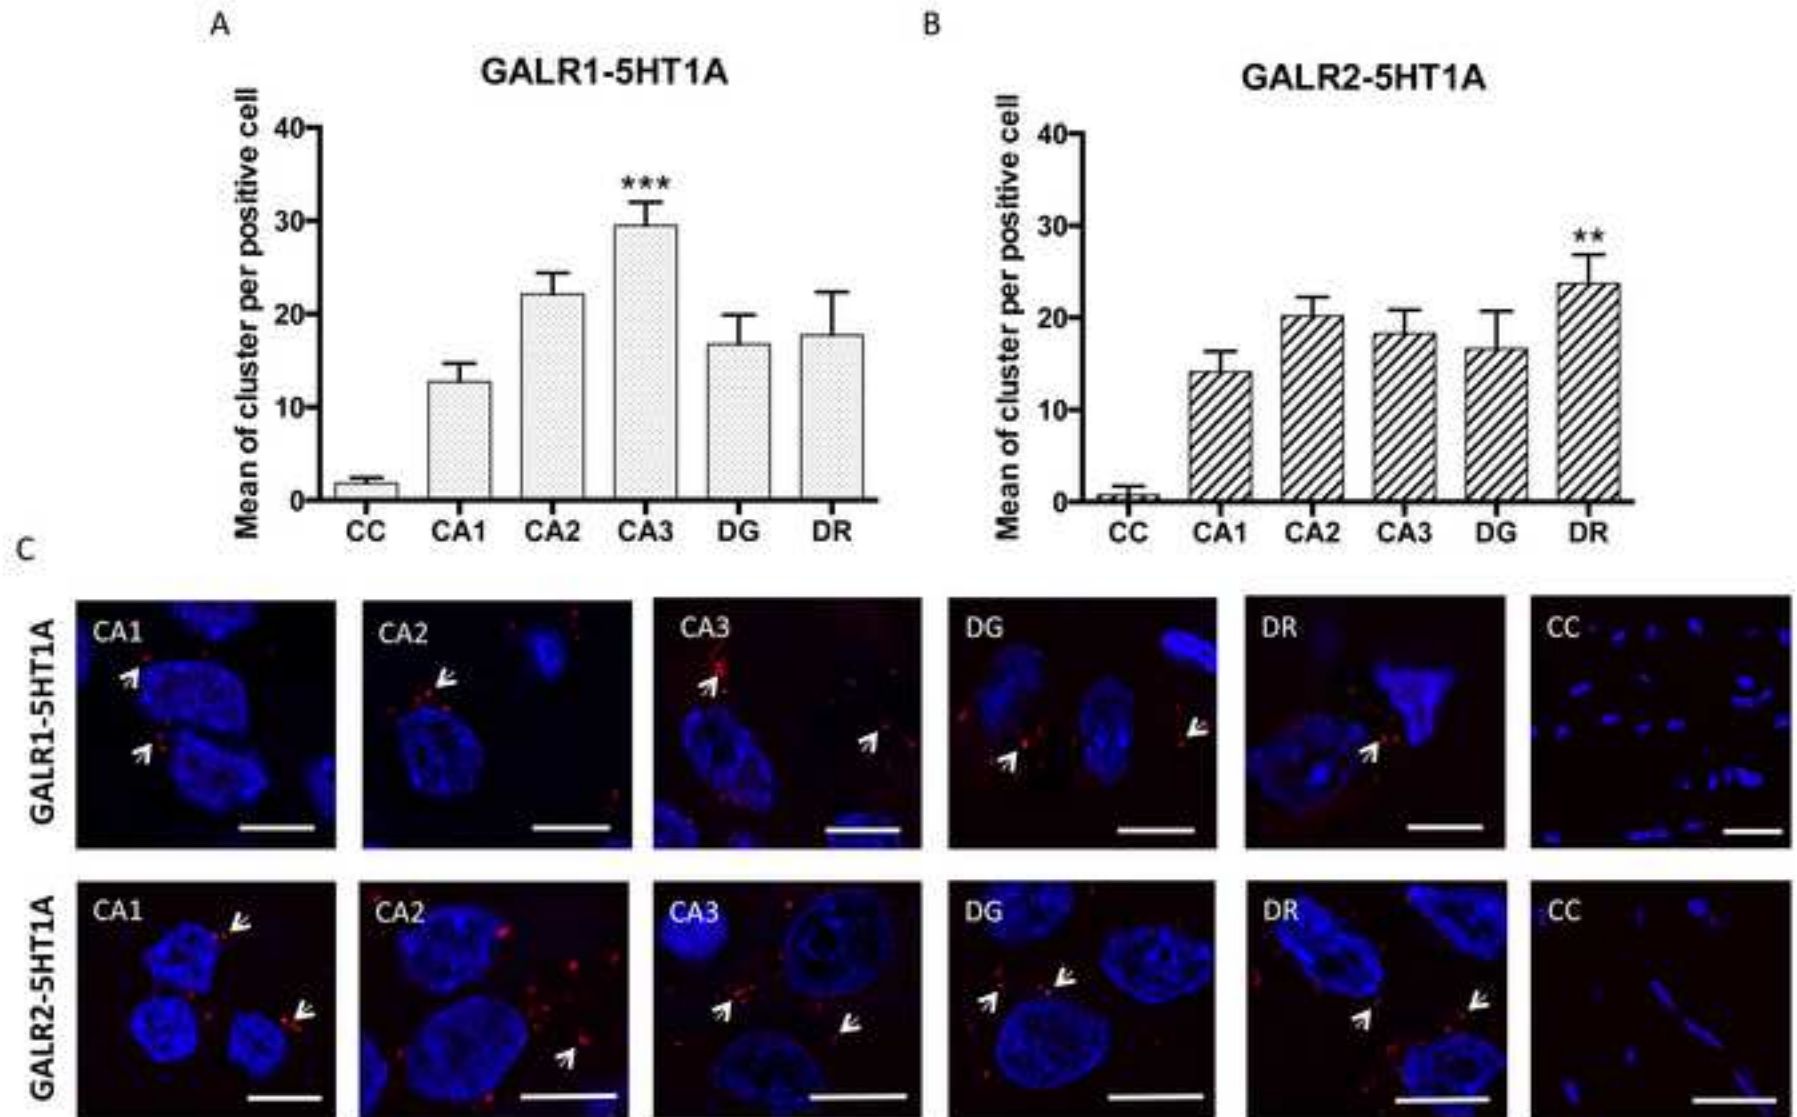 A
B
GALR1-5HT1A
GALR2-5HT1A
Mean of cluster per positive cell
40
30
20
10
0
***
CC CA1 CA2 CA3 DG DR
Mean of cluster per positive cell
40
30
20
10
0
**
CC CA1 CA2 CA3 DG DR
C
GALR1-5HT1A
CA1 CA2 CA3 DG DR CC
GALR2-5HT1A
CA1 CA2 CA3 DG DR CC